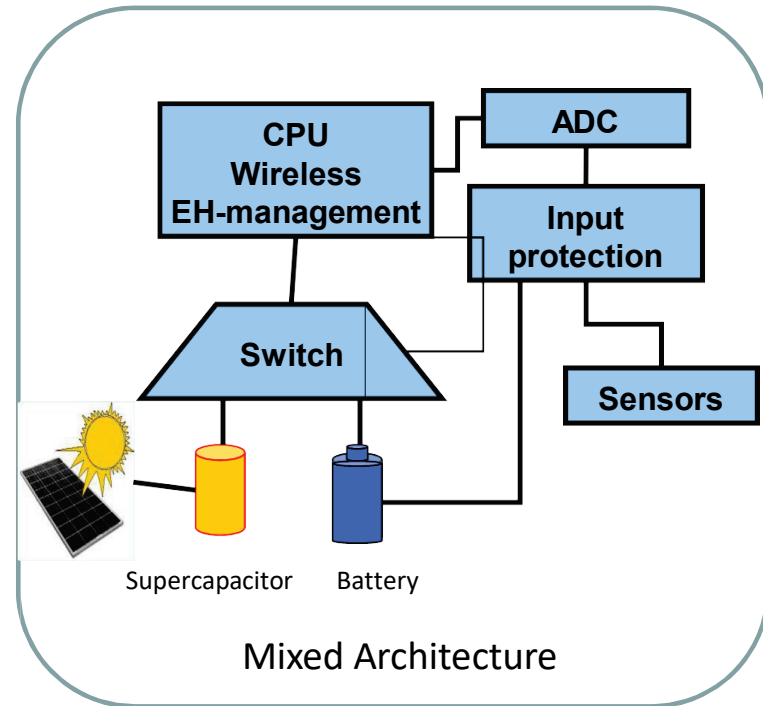 CPU
Wireless
EH-management
ADC
Input
protection
Switch
Sensors
Supercapacitor
Battery
Mixed Architecture